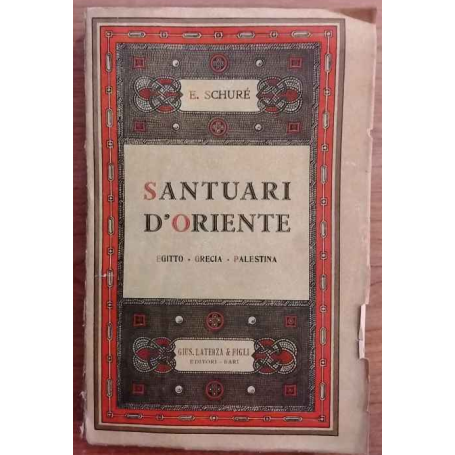 E. SCHURÉ
SANTUARI
D'ORIENTE
EGITTO - GRECIA - PALESTINA
GIUS. LATERZA & FIGLI
EDITORI - BARI